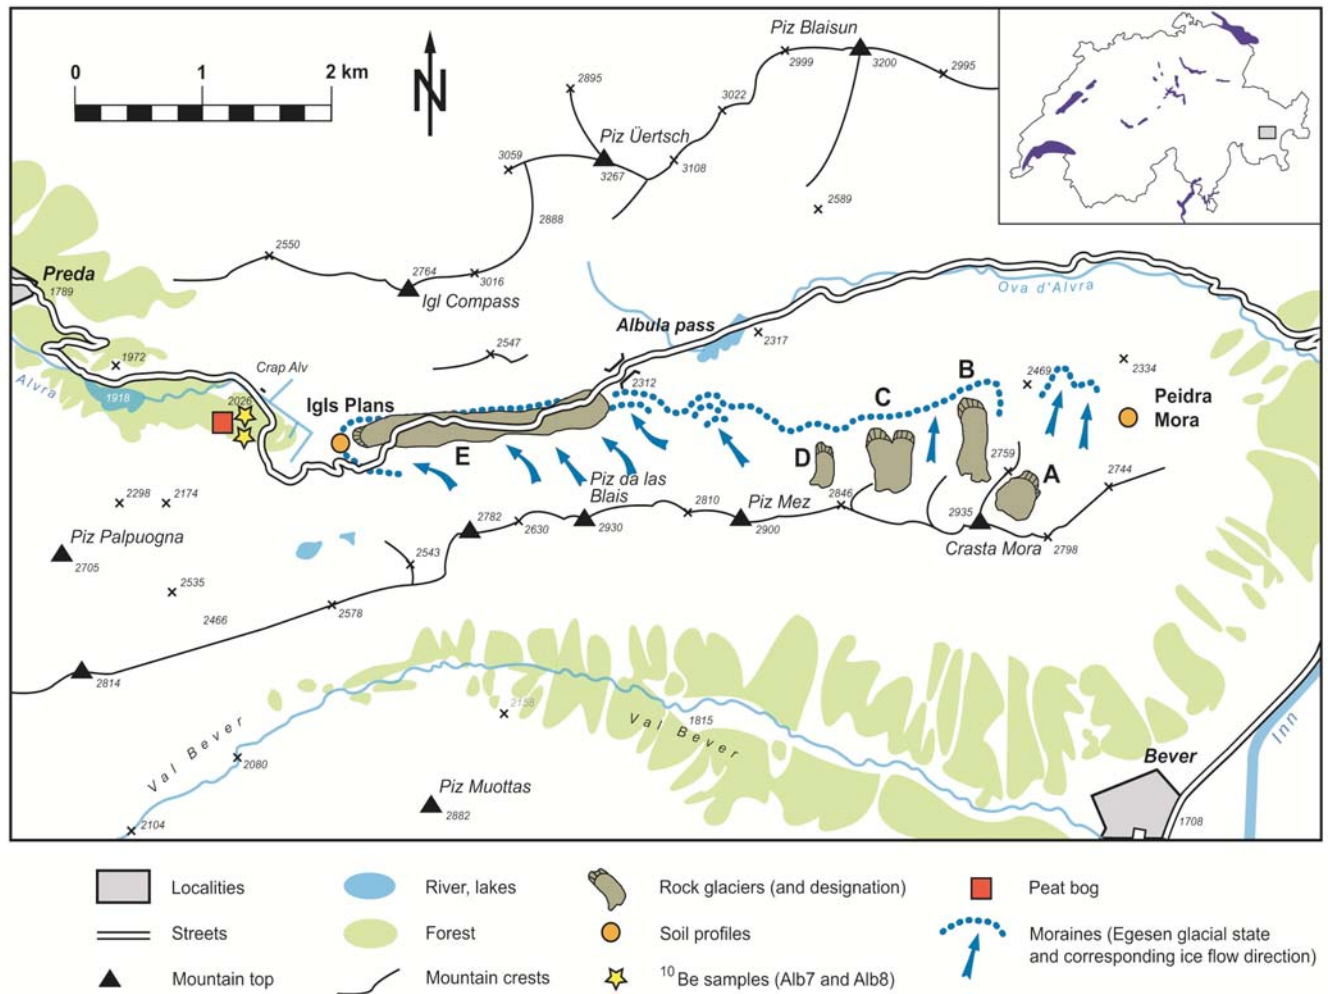 Piz Blaisun
0 1 2 km
N
2999
3200
2995
2895
3022
Piz Üertsch
3059
3267
3108
2589
2888
2550
2764
3016
Igl Compass
Preda
1789
Ova d'Alvra
Albula pass
2317
2547
1972
Crap Alv
Alvra
1918
2026
2312
2469
2334
B
C
Igls Plans
Peidra
Mora
E
D
2759
A
2744
Piz da las
Blais
2298
2174
2782
2630
2930
2810
Piz Mez
2900
2846
2935
Crasta Mora
2798
Piz Palpuogna
2705
2543
2535
2466
2578
2814
2158
Val Bever
1815
Val Bever
2080
Piz Muottas
2882
2104
Bever
Inn
1708
Localities
River, lakes
Rock glaciers (and designation)
Peat bog
Streets
Forest
Soil profiles
Moraines (Egesen glacial state
and corresponding ice flow direction)
Mountain top
Mountain crests
10Be samples (Alb7 and Alb8)